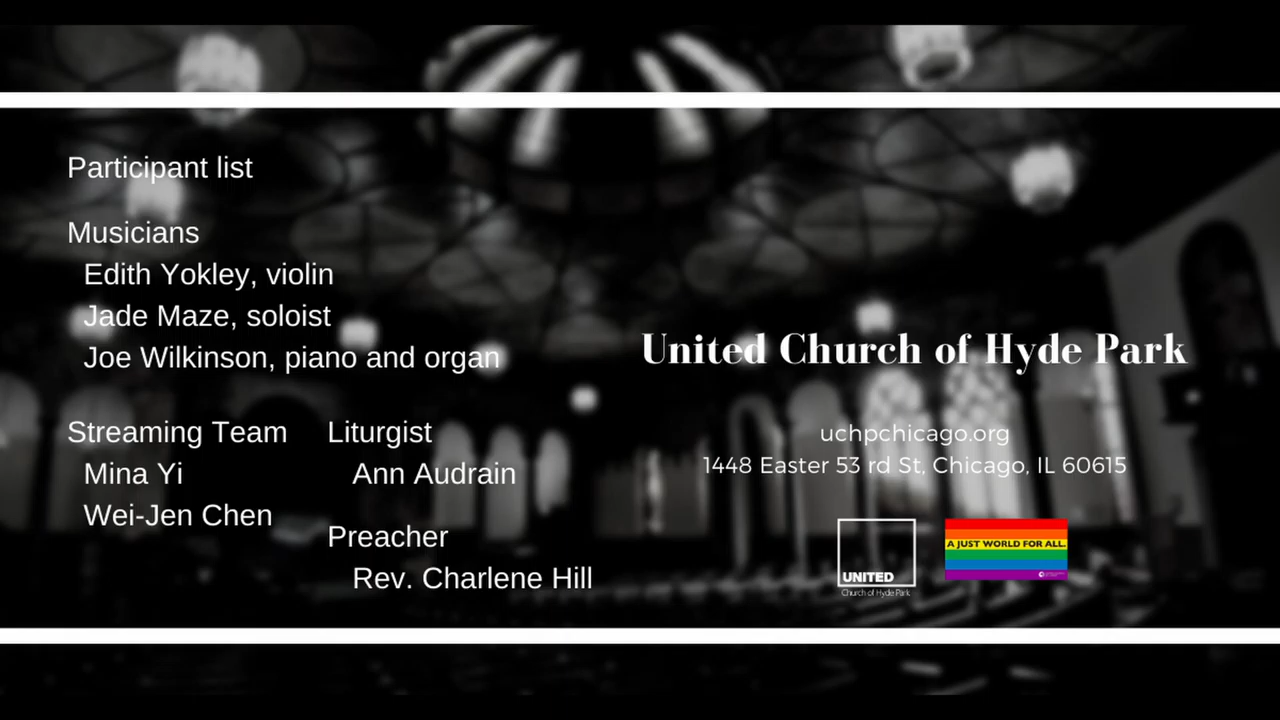 Participant list
Musicians
Edith Yokley, violin
Jade Maze, soloist
Joe Wilkinson, piano and organ
Streaming Team
Mina Yi
Wei-Jen Chen
Liturgist
Ann Audrain
Preacher
Rev. Charlene Hill
United Church of Hyde Park
uchpchicago.org
1448 Easter 53 rd St, Chicago, IL 60615
UNITED
Church of Hyde Park
A JUST WORLD FOR ALL.